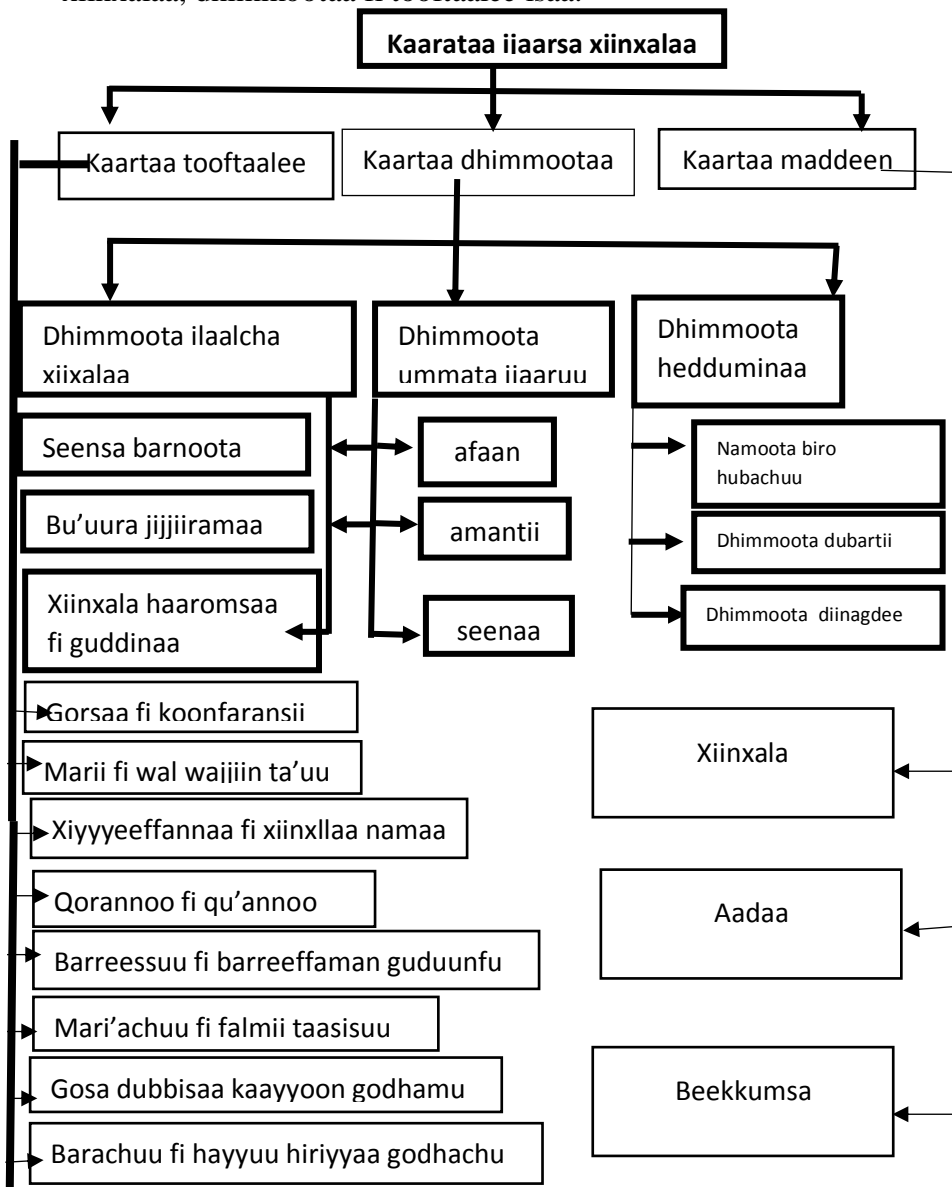 Kaarataa ijaarsa xiinxalaa
Kaartaa tooftaalee
Kaartaa dhimmootaa
Kaartaa maddeen
Dhimmoota ilaalcha
xiixalaa
Dhimmoota
ummata ijaaruu
Dhimmoota
hedduminaa
Seensa barnoota
Bu'uura jijjiiramaa
Xiinxala haaromsaa
fi guddinaa
afaan
amantii
seenaa
Namoota biro
hubachuu
Dhimmoota dubartii
Dhimmoota diinagdee
Gorsaa fi koonfaransii
Marii fi wal wajjiin ta'uu
Xiyyyeeffannaa fi xiinxllaa namaa
Qorannoo fi qu'annoo
Barreessuu fi barreeffaman guduunfu
Mari'achuu fi falmii taasisuu
Gosa dubbisaa kaayyoon godhamu
Barachuu fi hayyuu hiriyyaa godhachu
Xiinxala
Aadaa
Beekkumsa